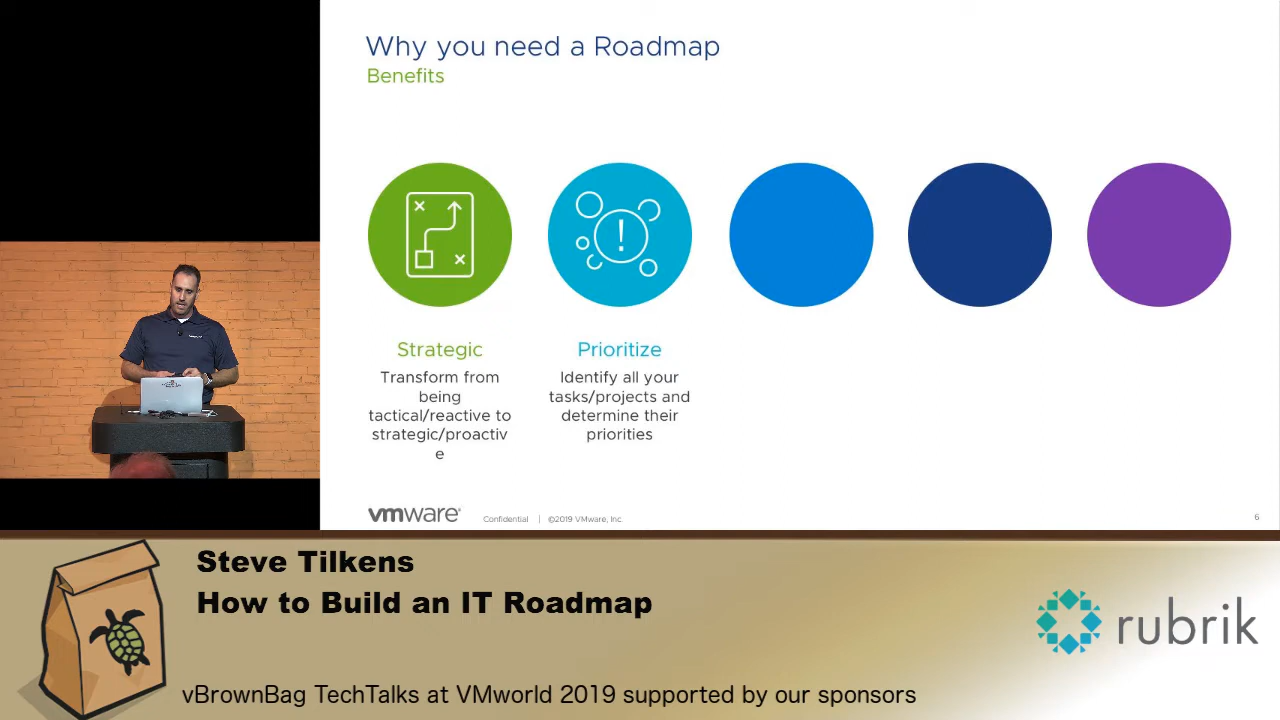 Why you need a Roadmap
Benefits
Strategic
Transform from
being
tactical/reactive to
strategic/proactiv
e
Prioritize
Identify all your
tasks/projects and
determine their
priorities
vmware®
Confidential | ©2019 VMware, Inc.
6
Steve Tilkens
How to Build an IT Roadmap
rubrik
vBrownBag TechTalks at VMworld 2019 supported by our sponsors